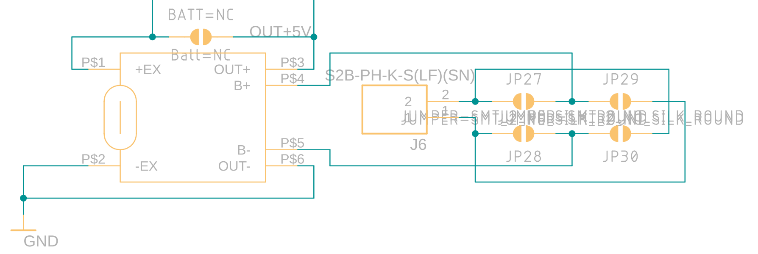 BATT=NC
OUT+5V
Batt=NC
P$1
+EX
OUT+
P$3
B+
P$4
S2B-PH-K-S(LF)(SN)
JP27
JP29
2
2
1
J6
JP28
JP30
B-
P$5
P$2
-EX
OUT-
P$6
GND